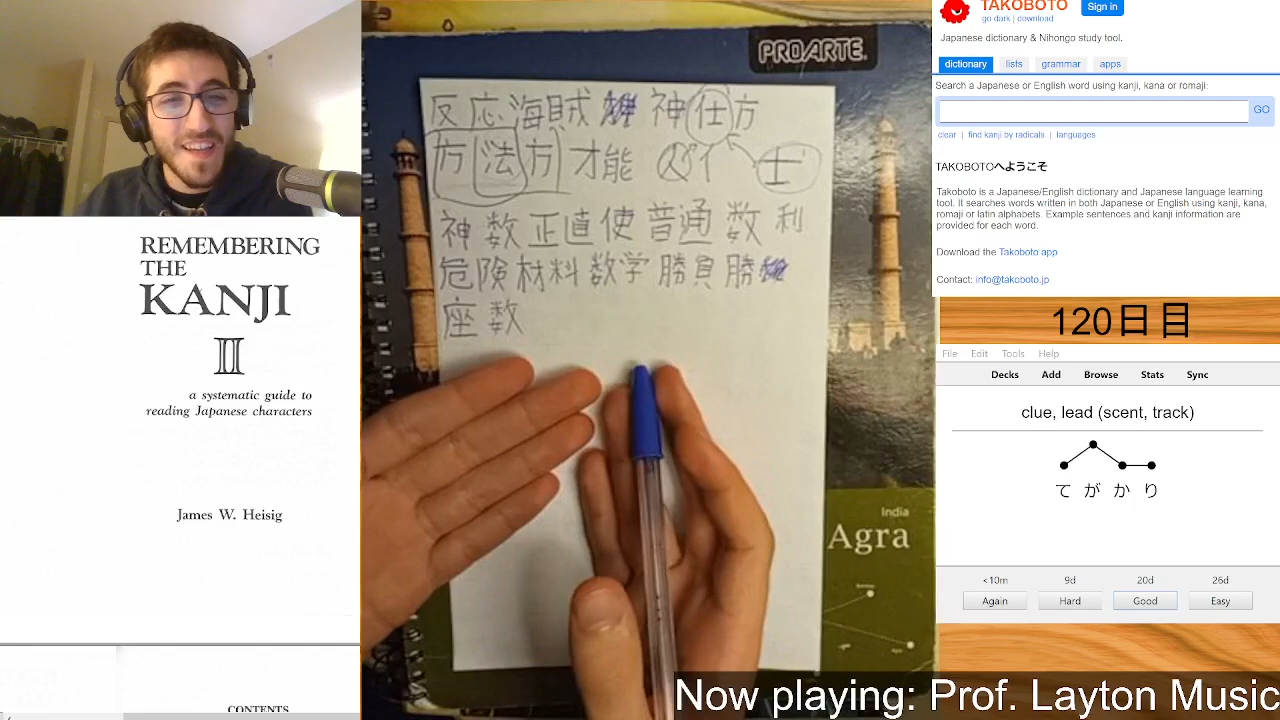 REMEMBERING
THE
KANJI
II
a systematic guide to
reading Japanese characters
James W. Heisig
CONTENTS
PROARTE.
反応海賊 神仕方
方法方才能 イ 士
神数正直使普通数利
危険材料数学勝負勝
座数
India
Agra
TAKOBOTO
Sign in
go dark | download
Japanese dictionary & Nihongo study tool.
dictionary lists grammar apps
Search a Japanese or English word using kanji, kana or romaji:
GO
clear | find kanji by radicals | languages
TAKOBOTOへようこそ
Takoboto is a Japanese/English dictionary and Japanese language learning
tool. It searches words written in both Japanese or English using kanji, kana,
romaji or latin alphabets. Example sentences and kanji information are
provided for each word.
Download the Takoboto app
Contact: info@takoboto.jp
120日目
File Edit Tools Help
Decks Add Browse Stats Sync
clue, lead (scent, track)
てがかり
<10m 9d 20d 26d
Again Hard Good Easy
Now playing: Prof. Layton Music